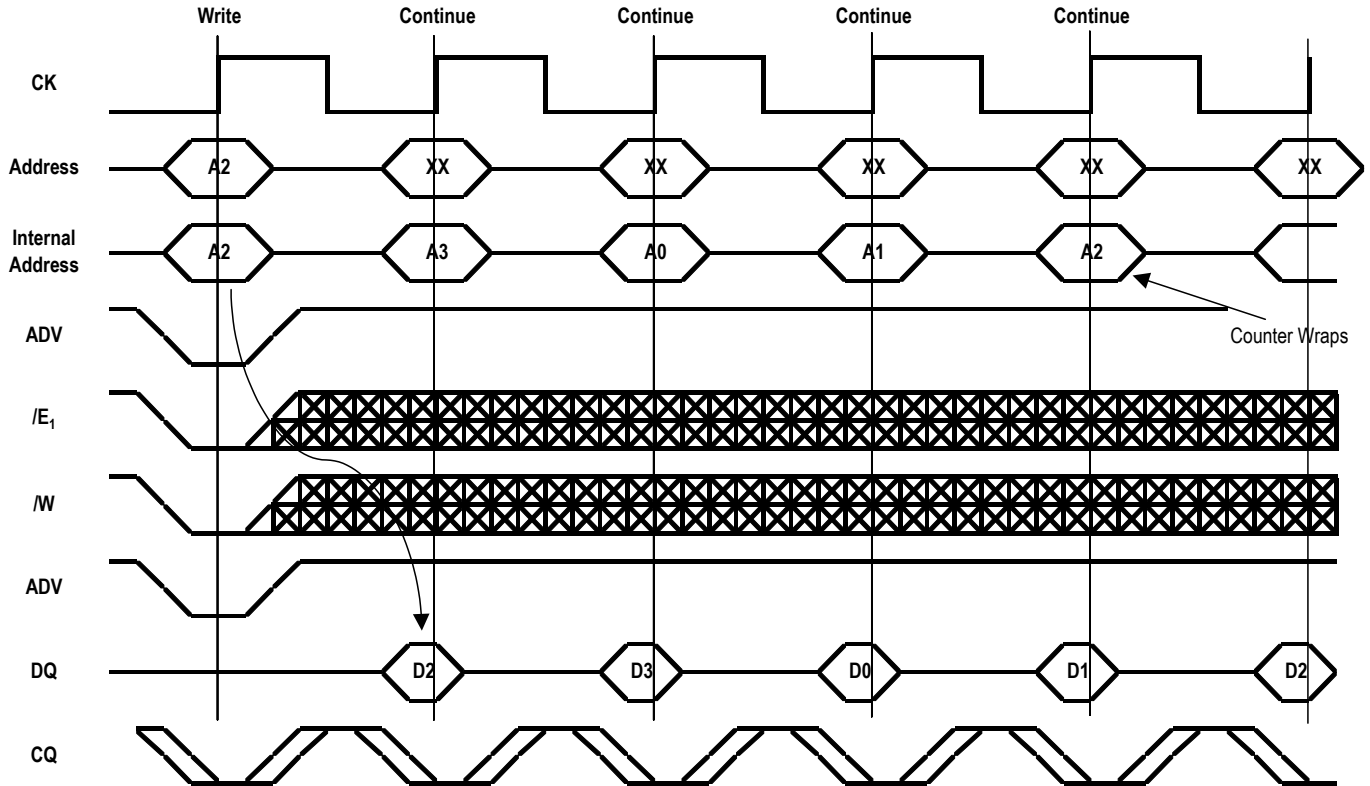 Write Continue Continue Continue Continue
CK
Address A2 XX XX XX XX XX
Internal
Address
A2 A3 A0 A1 A2
ADV
Counter Wraps
/E1
/W
ADV
DQ D2 D3 D0 D1 D2
CQ